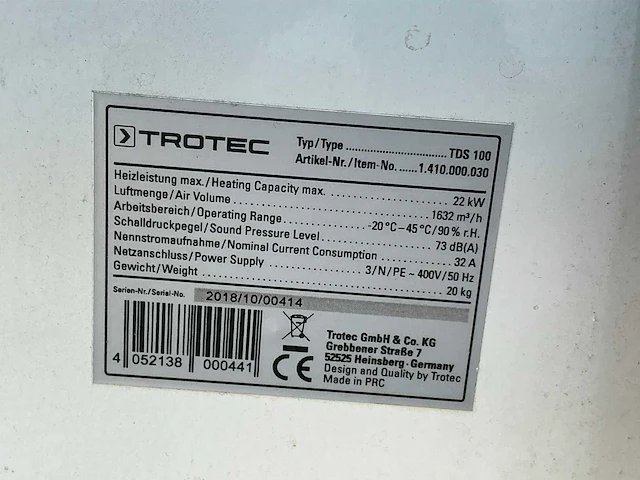 TROTEC
Typ/Type ................................ TDS 100
Artikel-Nr./Item-No. ......1.410.000.030
Heizleistung max./Heating Capacity max. ............ 22 kW
Luftmenge/Air Volume ............ 1632 m³/h
Arbeitsbereich/Operating Range ............ -20°C–45°C/90% r.H.
Schalldruckpegel/Sound Pressure Level ............ 73 dB(A)
Nennstromaufnahme/Nominal Current Consumption ............ 32 A
Netzanschluss/Power Supply ............ 3/N/PE ~ 400V/50 Hz
Gewicht/Weight ............ 20 kg
Serien-Nr./Serial-No. 2018/10/00414
4 052138 000441
CE
Trotec GmbH & Co. KG
Grebbener Straße 7
52525 Heinsberg - Germany
Design and Quality by Trotec
Made in PRC